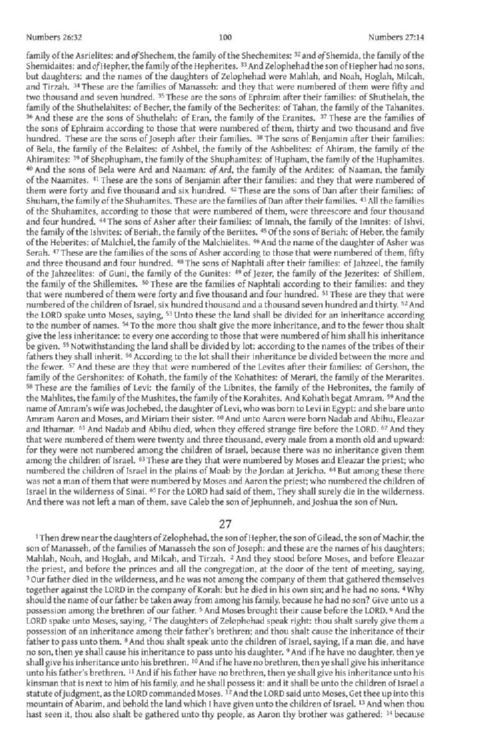 Numbers 26:32 100 Numbers 27:14
family of the Asrielites: and of Shechem, the family of the Shechemites: 32 and of Shemida, the family of the
Shemidaites: and of Hepher, the family of the Hepherites. 33 And Zelophehad the son of Hepher had no sons,
but daughters: and the names of the daughters of Zelophehad were Mahlah, and Noah, Hoglah, Milcah,
and Tirzah. 34 These are the families of Manasseh: and they that were numbered of them were fifty and
two thousand and seven hundred. 35 These are the sons of Ephraim after their families: of Shuthelah, the
family of the Shuthelahites: of Becher, the family of the Becherites: of Tahan, the family of the Tahanites.
36 And these are the sons of Shuthelah: of Eran, the family of the Eranites. 37 These are the families of
the sons of Ephraim according to those that were numbered of them, thirty and two thousand and five
hundred. These are the sons of Joseph after their families. 38 The sons of Benjamin after their families:
of Bela, the family of the Belaites: of Ashbel, the family of the Ashbelites: of Ahiram, the family of the
Ahiramites: 39 of Shephupham, the family of the Shuphamites: of Hupham, the family of the Huphamites.
40 And the sons of Bela were Ard and Naaman: of Ard, the family of the Ardites: of Naaman, the family
of the Naamites. 41 These are the sons of Benjamin after their families: and they that were numbered of
them were forty and five thousand and six hundred. 42 These are the sons of Dan after their families: of
Shuham, the family of the Shuhamites. These are the families of Dan after their families. 43 All the families
of the Shuhamites, according to those that were numbered of them, were threescore and four thousand
and four hundred. 44 The sons of Asher after their families: of Imnah, the family of the Imnites: of Ishvi,
the family of the Ishvites: of Beriah, the family of the Beriites. 45 Of the sons of Beriah: of Heber, the family
of the Heberites: of Malchiel, the family of the Malchielites. 46 And the name of the daughter of Asher was
Serah. 47 These are the families of the sons of Asher according to those that were numbered of them, fifty
and three thousand and four hundred. 48 The sons of Naphtali after their families: of Jahzeel, the family
of the Jahzeelites: of Guni, the family of the Gunites: 49 of Jezer, the family of the Jezerites: of Shillem,
the family of the Shillemites. 50 These are the families of Naphtali according to their families: and they
that were numbered of them were forty and five thousand and four hundred. 51 These are they that were
numbered of the children of Israel, six hundred thousand and a thousand seven hundred and thirty. 52 And
the LORD spake unto Moses, saying, 53 Unto these the land shall be divided for an inheritance according
to the number of names. 54 To the more thou shalt give the more inheritance, and to the fewer thou shalt
give the less inheritance: to every one according to those that were numbered of him shall his inheritance
be given. 55 Notwithstanding the land shall be divided by lot: according to the names of the tribes of their
fathers they shall inherit. 56 According to the lot shall their inheritance be divided between the more and
the fewer. 57 And these are they that were numbered of the Levites after their families: of Gershon, the
family of the Gershonites: of Kohath, the family of the Kohathites: of Merari, the family of the Merarites.
58 These are the families of Levi: the family of the Libnites, the family of the Hebronites, the family of
the Mahlites, the family of the Mushites, the family of the Korahites. And Kohath begat Amram. 59 And the
name of Amram's wife was Jochebed, the daughter of Levi, who was born to Levi in Egypt: and she bare unto
Amram Aaron and Moses, and Miriam their sister. 60 And unto Aaron were born Nadab and Abihu, Eleazar
and Ithamar. 61 And Nadab and Abihu died, when they offered strange fire before the LORD. 62 And they
that were numbered of them were twenty and three thousand, every male from a month old and upward:
for they were not numbered among the children of Israel, because there was no inheritance given them
among the children of Israel. 63 These are they that were numbered by Moses and Eleazar the priest; who
numbered the children of Israel in the plains of Moab by the Jordan at Jericho. 64 But among these there
was not a man of them that were numbered by Moses and Aaron the priest; who numbered the children of
Israel in the wilderness of Sinai. 65 For the LORD had said of them, They shall surely die in the wilderness.
And there was not left a man of them, save Caleb the son of Jephunneh, and Joshua the son of Nun.
27
1 Then drew near the daughters of Zelophehad, the son of Hepher, the son of Gilead, the son of Machir, the
son of Manasseh, of the families of Manasseh the son of Joseph: and these are the names of his daughters;
Mahlah, Noah, and Hoglah, and Milcah, and Tirzah. 2 And they stood before Moses, and before Eleazar
the priest, and before the princes and all the congregation, at the door of the tent of meeting, saying,
3 Our father died in the wilderness, and he was not among the company of them that gathered themselves
together against the LORD in the company of Korah: but he died in his own sin; and he had no sons. 4 Why
should the name of our father be taken away from among his family, because he had no son? Give unto us a
possession among the brethren of our father. 5 And Moses brought their cause before the LORD. 6 And the
LORD spake unto Moses, saying, 7 The daughters of Zelophehad speak right: thou shalt surely give them a
possession of an inheritance among their father's brethren; and thou shalt cause the inheritance of their
father to pass unto them. 8 And thou shalt speak unto the children of Israel, saying, If a man die, and have
no son, then ye shall cause his inheritance to pass unto his daughter. 9 And if he have no daughter, then ye
shall give his inheritance unto his brethren. 10 And if he have no brethren, then ye shall give his inheritance
unto his father's brethren. 11 And if his father have no brethren, then ye shall give his inheritance unto his
kinsman that is next to him of his family, and he shall possess it: and it shall be unto the children of Israel a
statute of judgment, as the LORD commanded Moses. 12 And the LORD said unto Moses, Get thee up into this
mountain of Abarim, and behold the land which I have given unto the children of Israel. 13 And when thou
hast seen it, thou also shalt be gathered unto thy people, as Aaron thy brother was gathered: 14 because